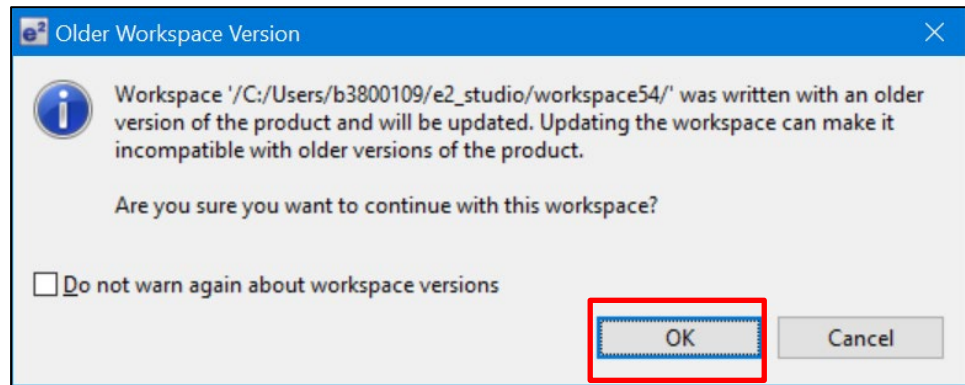 e² Older Workspace Version
Workspace '/C:/Users/b3800109/e2_studio/workspace54/' was written with an older
version of the product and will be updated. Updating the workspace can make it
incompatible with older versions of the product.
Are you sure you want to continue with this workspace?
Do not warn again about workspace versions
OK Cancel